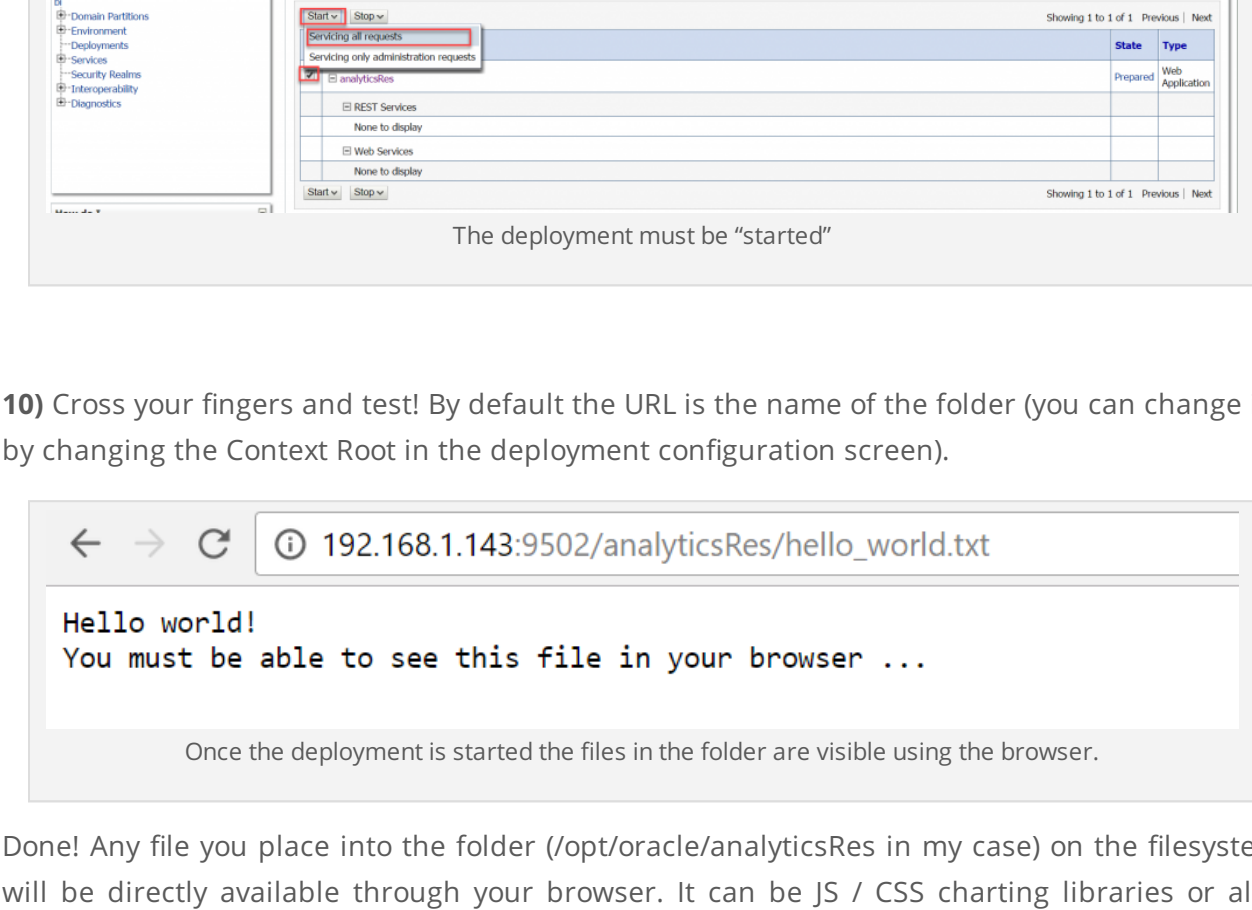 Domain Partitions
Environment
Deployments
Services
Security Realms
Interoperability
Diagnostics
Start Stop
Showing 1 to 1 of 1 Previous | Next
Servicing all requests
Servicing only administration requests
State Type
analyticsRes
Prepared
Web Application
REST Services
None to display
Web Services
None to display
Start Stop
Showing 1 to 1 of 1 Previous | Next
The deployment must be “started”
10) Cross your fingers and test! By default the URL is the name of the folder (you can change
by changing the Context Root in the deployment configuration screen).
192.168.1.143:9502/analyticsRes/hello_world.txt
Hello world!
You must be able to see this file in your browser ...
Once the deployment is started the files in the folder are visible using the browser.
Done! Any file you place into the folder (/opt/oracle/analyticsRes in my case) on the filesyste
will be directly available through your browser. It can be JS / CSS charting libraries or al